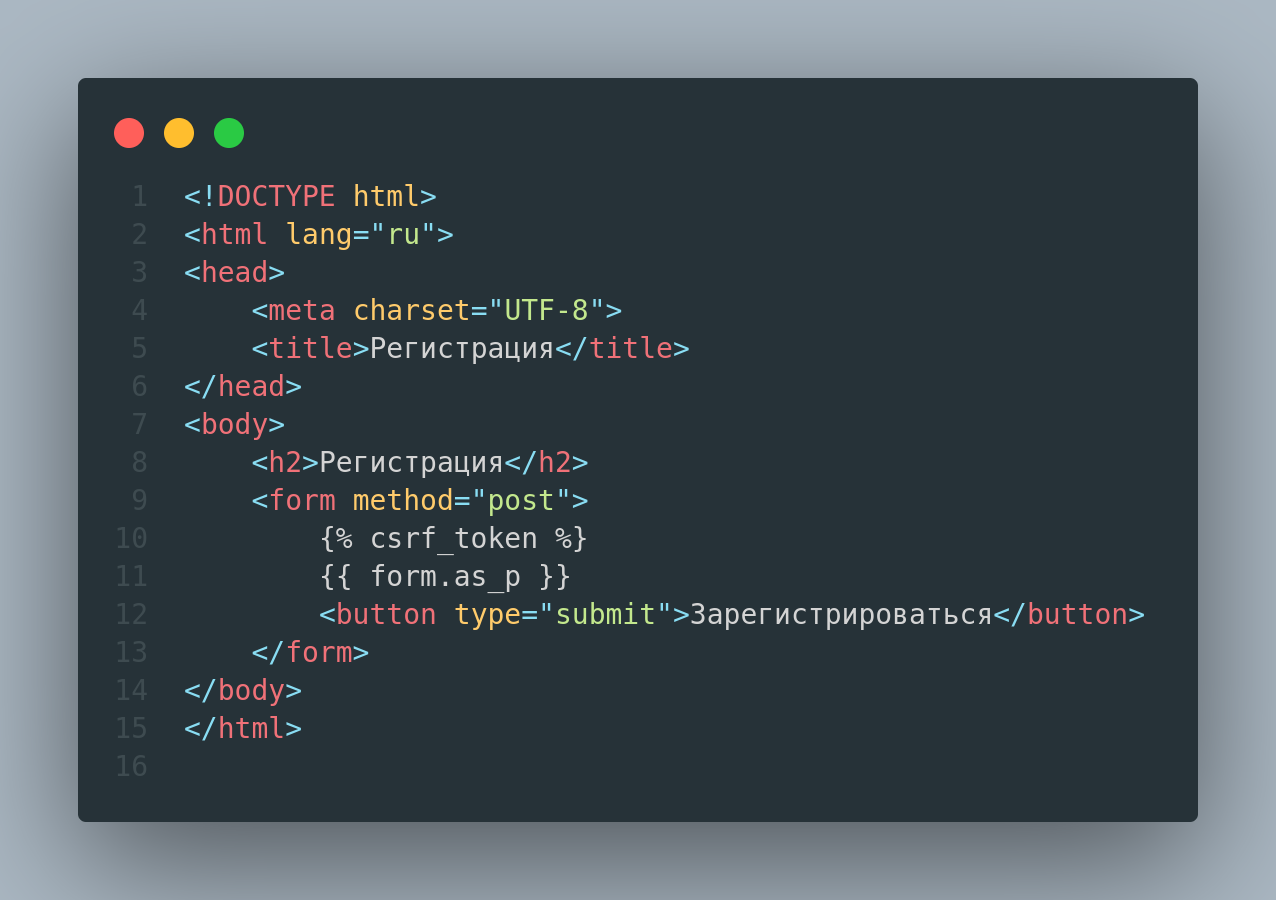 1 <!DOCTYPE html>
2 <html lang="ru">
3 <head>
4     <meta charset="UTF-8">
5     <title>Регистрация</title>
6 </head>
7 <body>
8     <h2>Регистрация</h2>
9     <form method="post">
10         {% csrf_token %}
11         {{ form.as_p }}
12         <button type="submit">Зарегистрироваться</button>
13     </form>
14 </body>
15 </html>
16